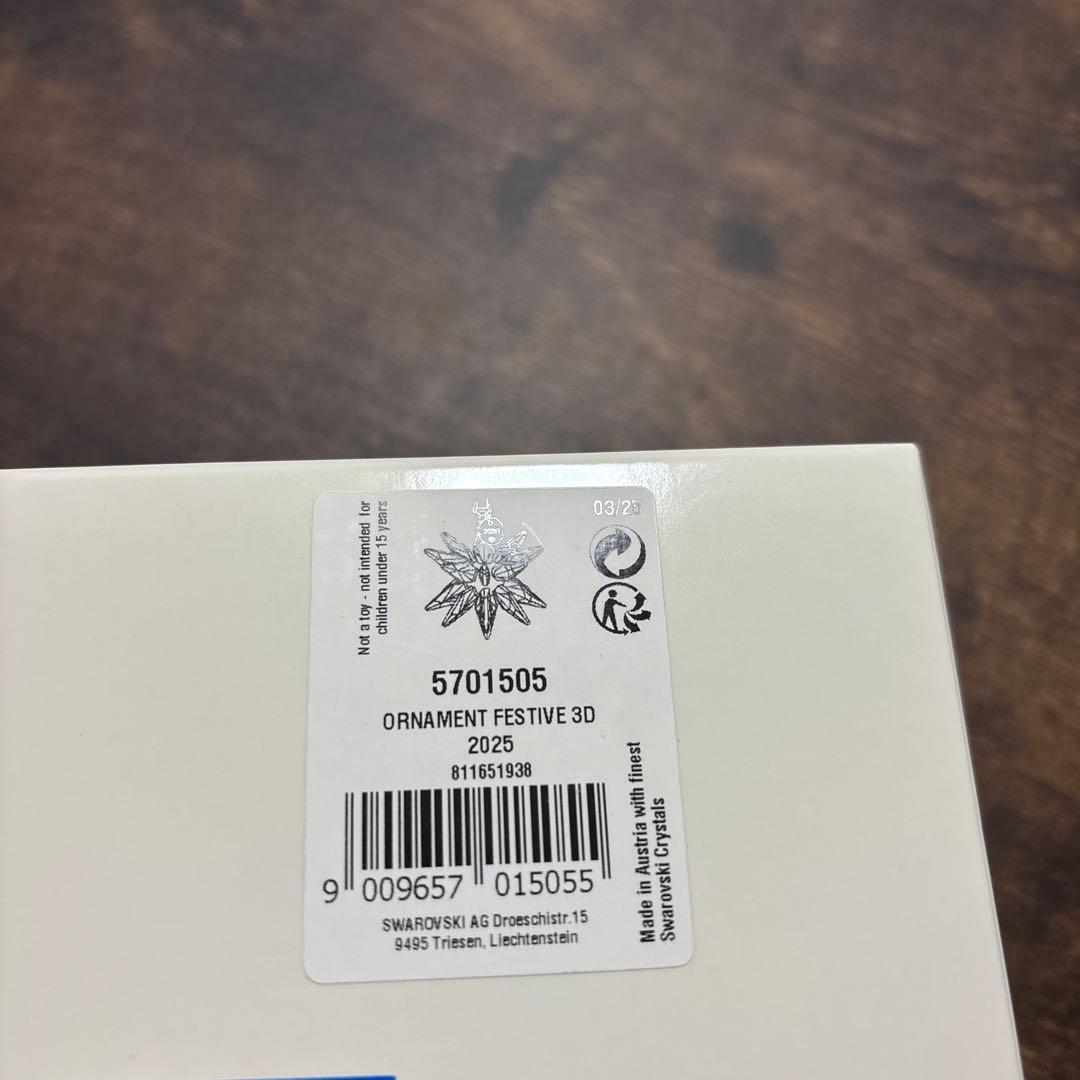 Not a toy - not intended for
children under 15 years
03/25
5701505
ORNAMENT FESTIVE 3D
2025
811651938
9 009657 015055
SWAROVSKI AG Droeschistr.15
9495 Triesen, Liechtenstein
Made in Austria with finest
Swarovski Crystals